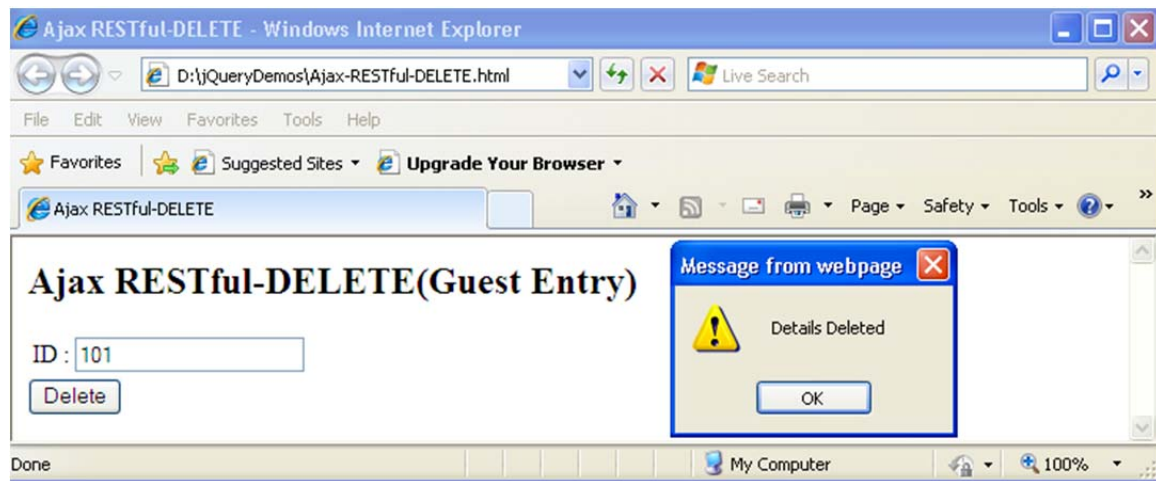 Ajax RESTful-DELETE - Windows Internet Explorer
D:\jQueryDemos\Ajax-RESTful-DELETE.html
Live Search
File Edit View Favorites Tools Help
Favorites Suggested Sites Upgrade Your Browser
Ajax RESTful-DELETE
Page Safety Tools
Ajax RESTful-DELETE(Guest Entry)
ID : 101
Delete
Message from webpage
Details Deleted
OK
Done My Computer 100%